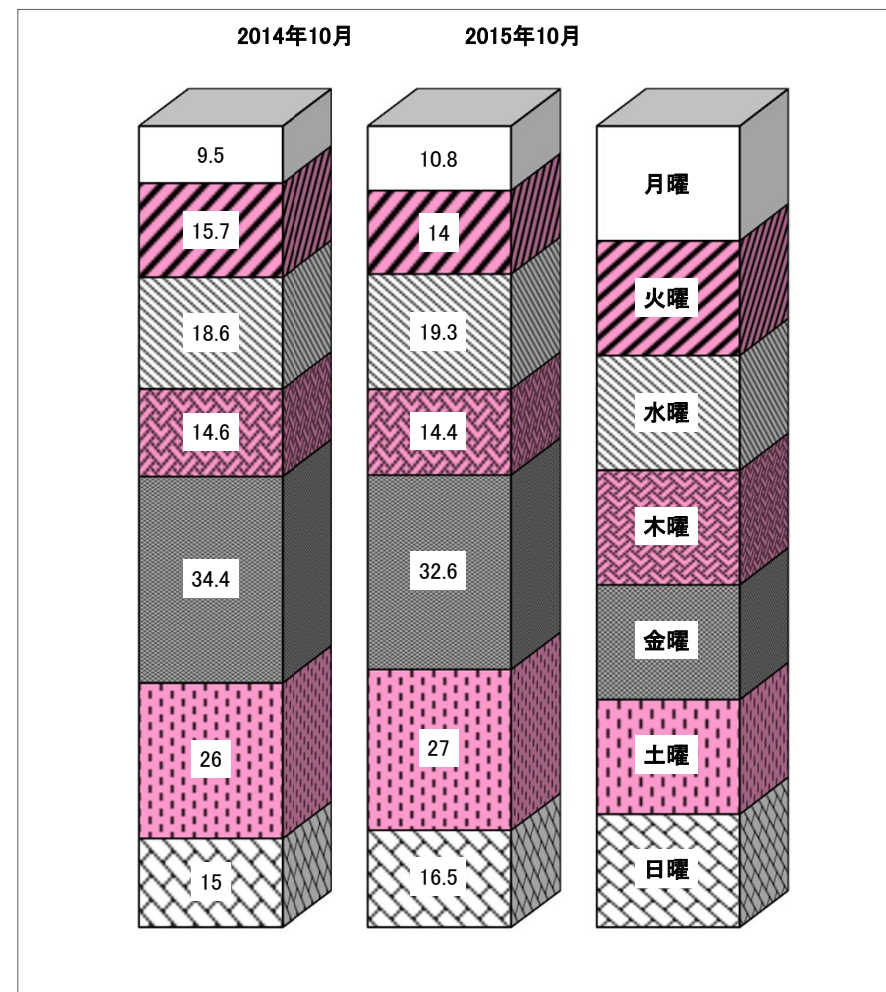 2014年10月 2015年10月
9.5 10.8 月曜
15.7 14 火曜
18.6 19.3 水曜
14.6 14.4 木曜
34.4 32.6 金曜
26 27 土曜
15 16.5 日曜